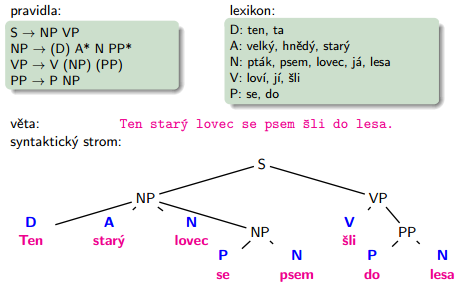 pravidla:
S → NP VP
NP → (D) A* N PP*
VP → V (NP) (PP)
PP → P NP
lexikon:
D: ten, ta
A: velký, hnědý, starý
N: pták, psem, lovec, já, lesa
V: loví, jí, šli
P: se, do
věta: Ten starý lovec se psem šli do lesa.
syntaktický strom:
S
NP VP
D A N V
Ten starý lovec NP šli PP
P N P N
se psem do lesa